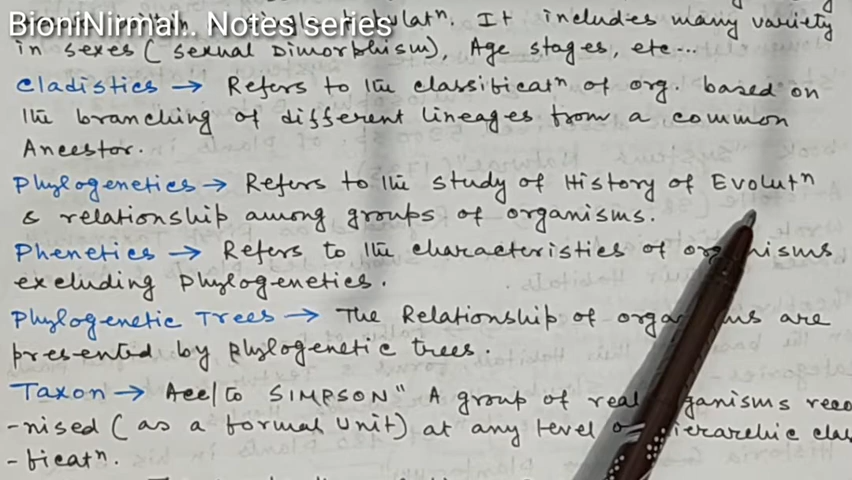 BioniNirmal.. Notes series
populatn. It includes many variety
in sexes (sexual Dimorphism), Age stages, etc...
Cladistics → Refers to the classificatn of org. based on
the branching of different lineages from a common
Ancestor.
Phylogenetics → Refers to the study of History of Evolutn
& relationship among groups of organisms.
Phenetics → Refers to the characteristics of organisms
excluding Phylogenetics.
Phylogenetic Trees → The Relationship of organisms are
presented by phylogenetic trees.
Taxon → Acc/to SIMPSON" A group of real organisms reco
-nised (as a formal Unit) at any level of Hierarchic clas
-ficatn.